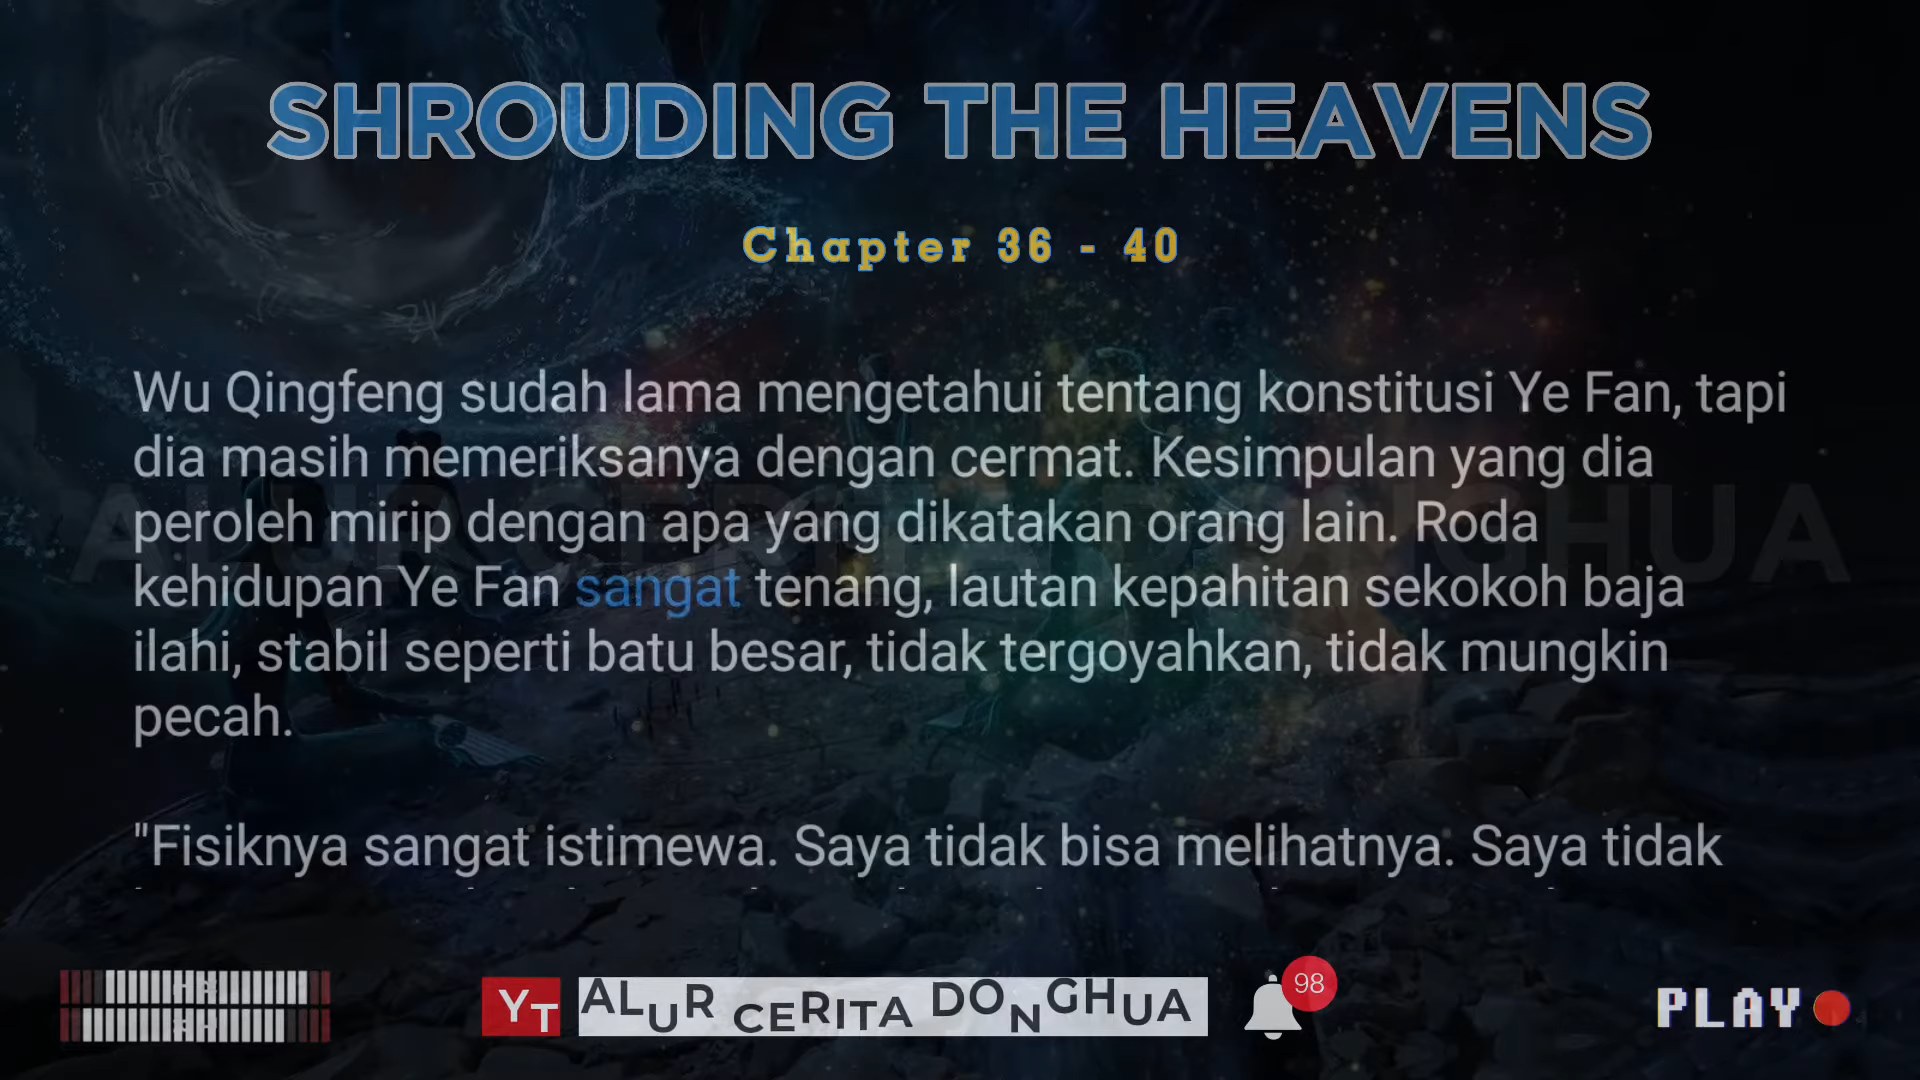 SHROUDING THE HEAVENS
Chapter 36 - 40
Wu Qingfeng sudah lama mengetahui tentang konstitusi Ye Fan, tapi
dia masih memeriksanya dengan cermat. Kesimpulan yang dia
peroleh mirip dengan apa yang dikatakan orang lain. Roda
kehidupan Ye Fan sangat tenang, lautan kepahitan sekokoh baja
ilahi, stabil seperti batu besar, tidak tergoyahkan, tidak mungkin
pecah.
"Fisiknya sangat istimewa. Saya tidak bisa melihatnya. Saya tidak
ALUR CERITA DONGHUA
YT ALUR CERITA DONGHUA
98
PLAY